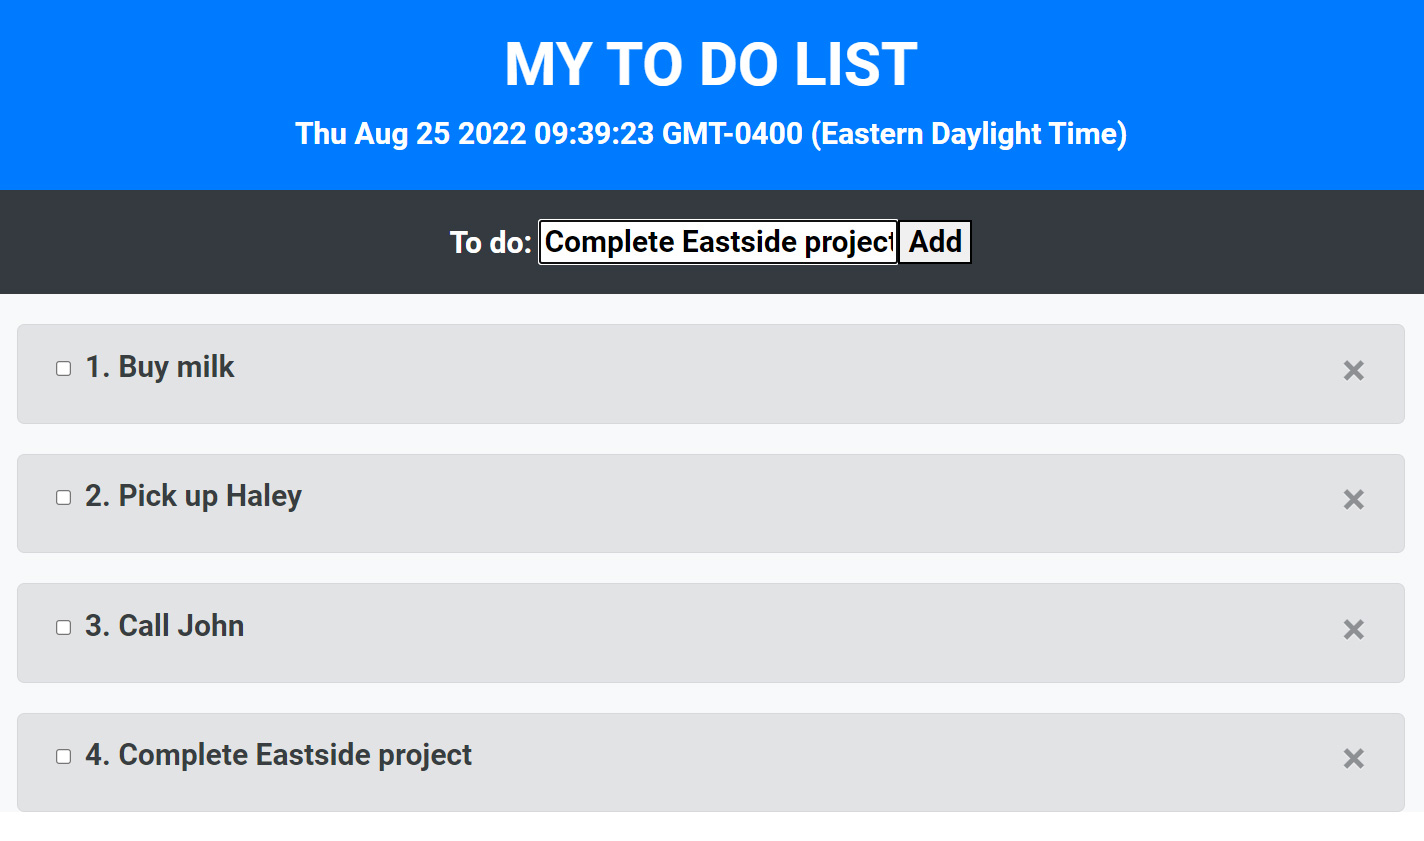 MY TO DO LIST
Thu Aug 25 2022 09:39:23 GMT-0400 (Eastern Daylight Time)
To do: Complete Eastside project Add
1. Buy milk ×
2. Pick up Haley ×
3. Call John ×
4. Complete Eastside project ×